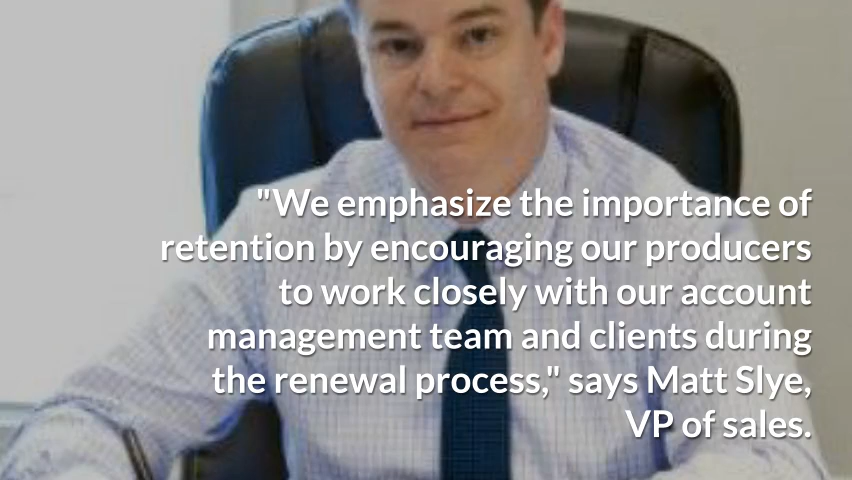 "We emphasize the importance of
retention by encouraging our producers
to work closely with our account
management team and clients during
the renewal process," says Matt Slye,
VP of sales.